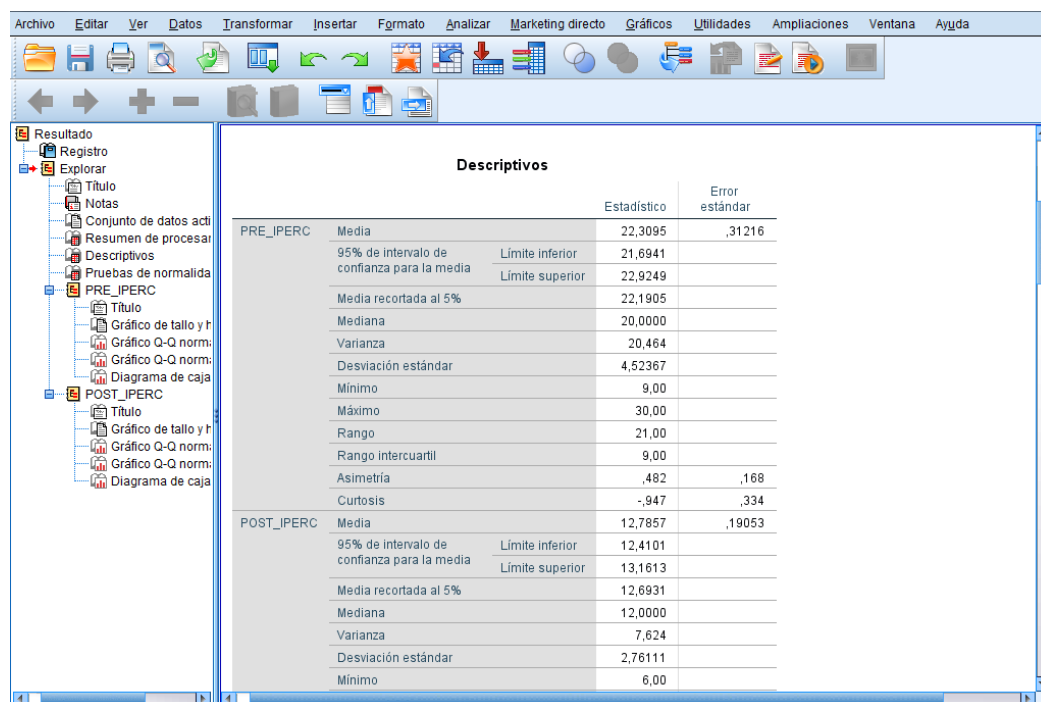 Archivo Editar Ver Datos Transformar Insertar Formato Analizar Marketing directo Gráficos Utilidades Ampliaciones Ventana Ayuda
Resultado
Registro
Explorar
Título
Notas
Conjunto de datos acti
Resumen de procesar
Descriptivos
Pruebas de normalida
PRE_IPERC
Título
Gráfico de tallo y h
Gráfico Q-Q norma
Gráfico Q-Q norma
Diagrama de caja
POST_IPERC
Título
Gráfico de tallo y h
Gráfico Q-Q norma
Gráfico Q-Q norma
Diagrama de caja
Descriptivos
Estadístico Error estándar
PRE_IPERC Media 22,3095 ,31216
95% de intervalo de confianza para la media Límite inferior 21,6941
Límite superior 22,9249
Media recortada al 5% 22,1905
Mediana 20,0000
Varianza 20,464
Desviación estándar 4,52367
Mínimo 9,00
Máximo 30,00
Rango 21,00
Rango intercuartil 9,00
Asimetría ,482 ,168
Curtosis -,947 ,334
POST_IPERC Media 12,7857 ,19053
95% de intervalo de confianza para la media Límite inferior 12,4101
Límite superior 13,1613
Media recortada al 5% 12,6931
Mediana 12,0000
Varianza 7,624
Desviación estándar 2,76111
Mínimo 6,00